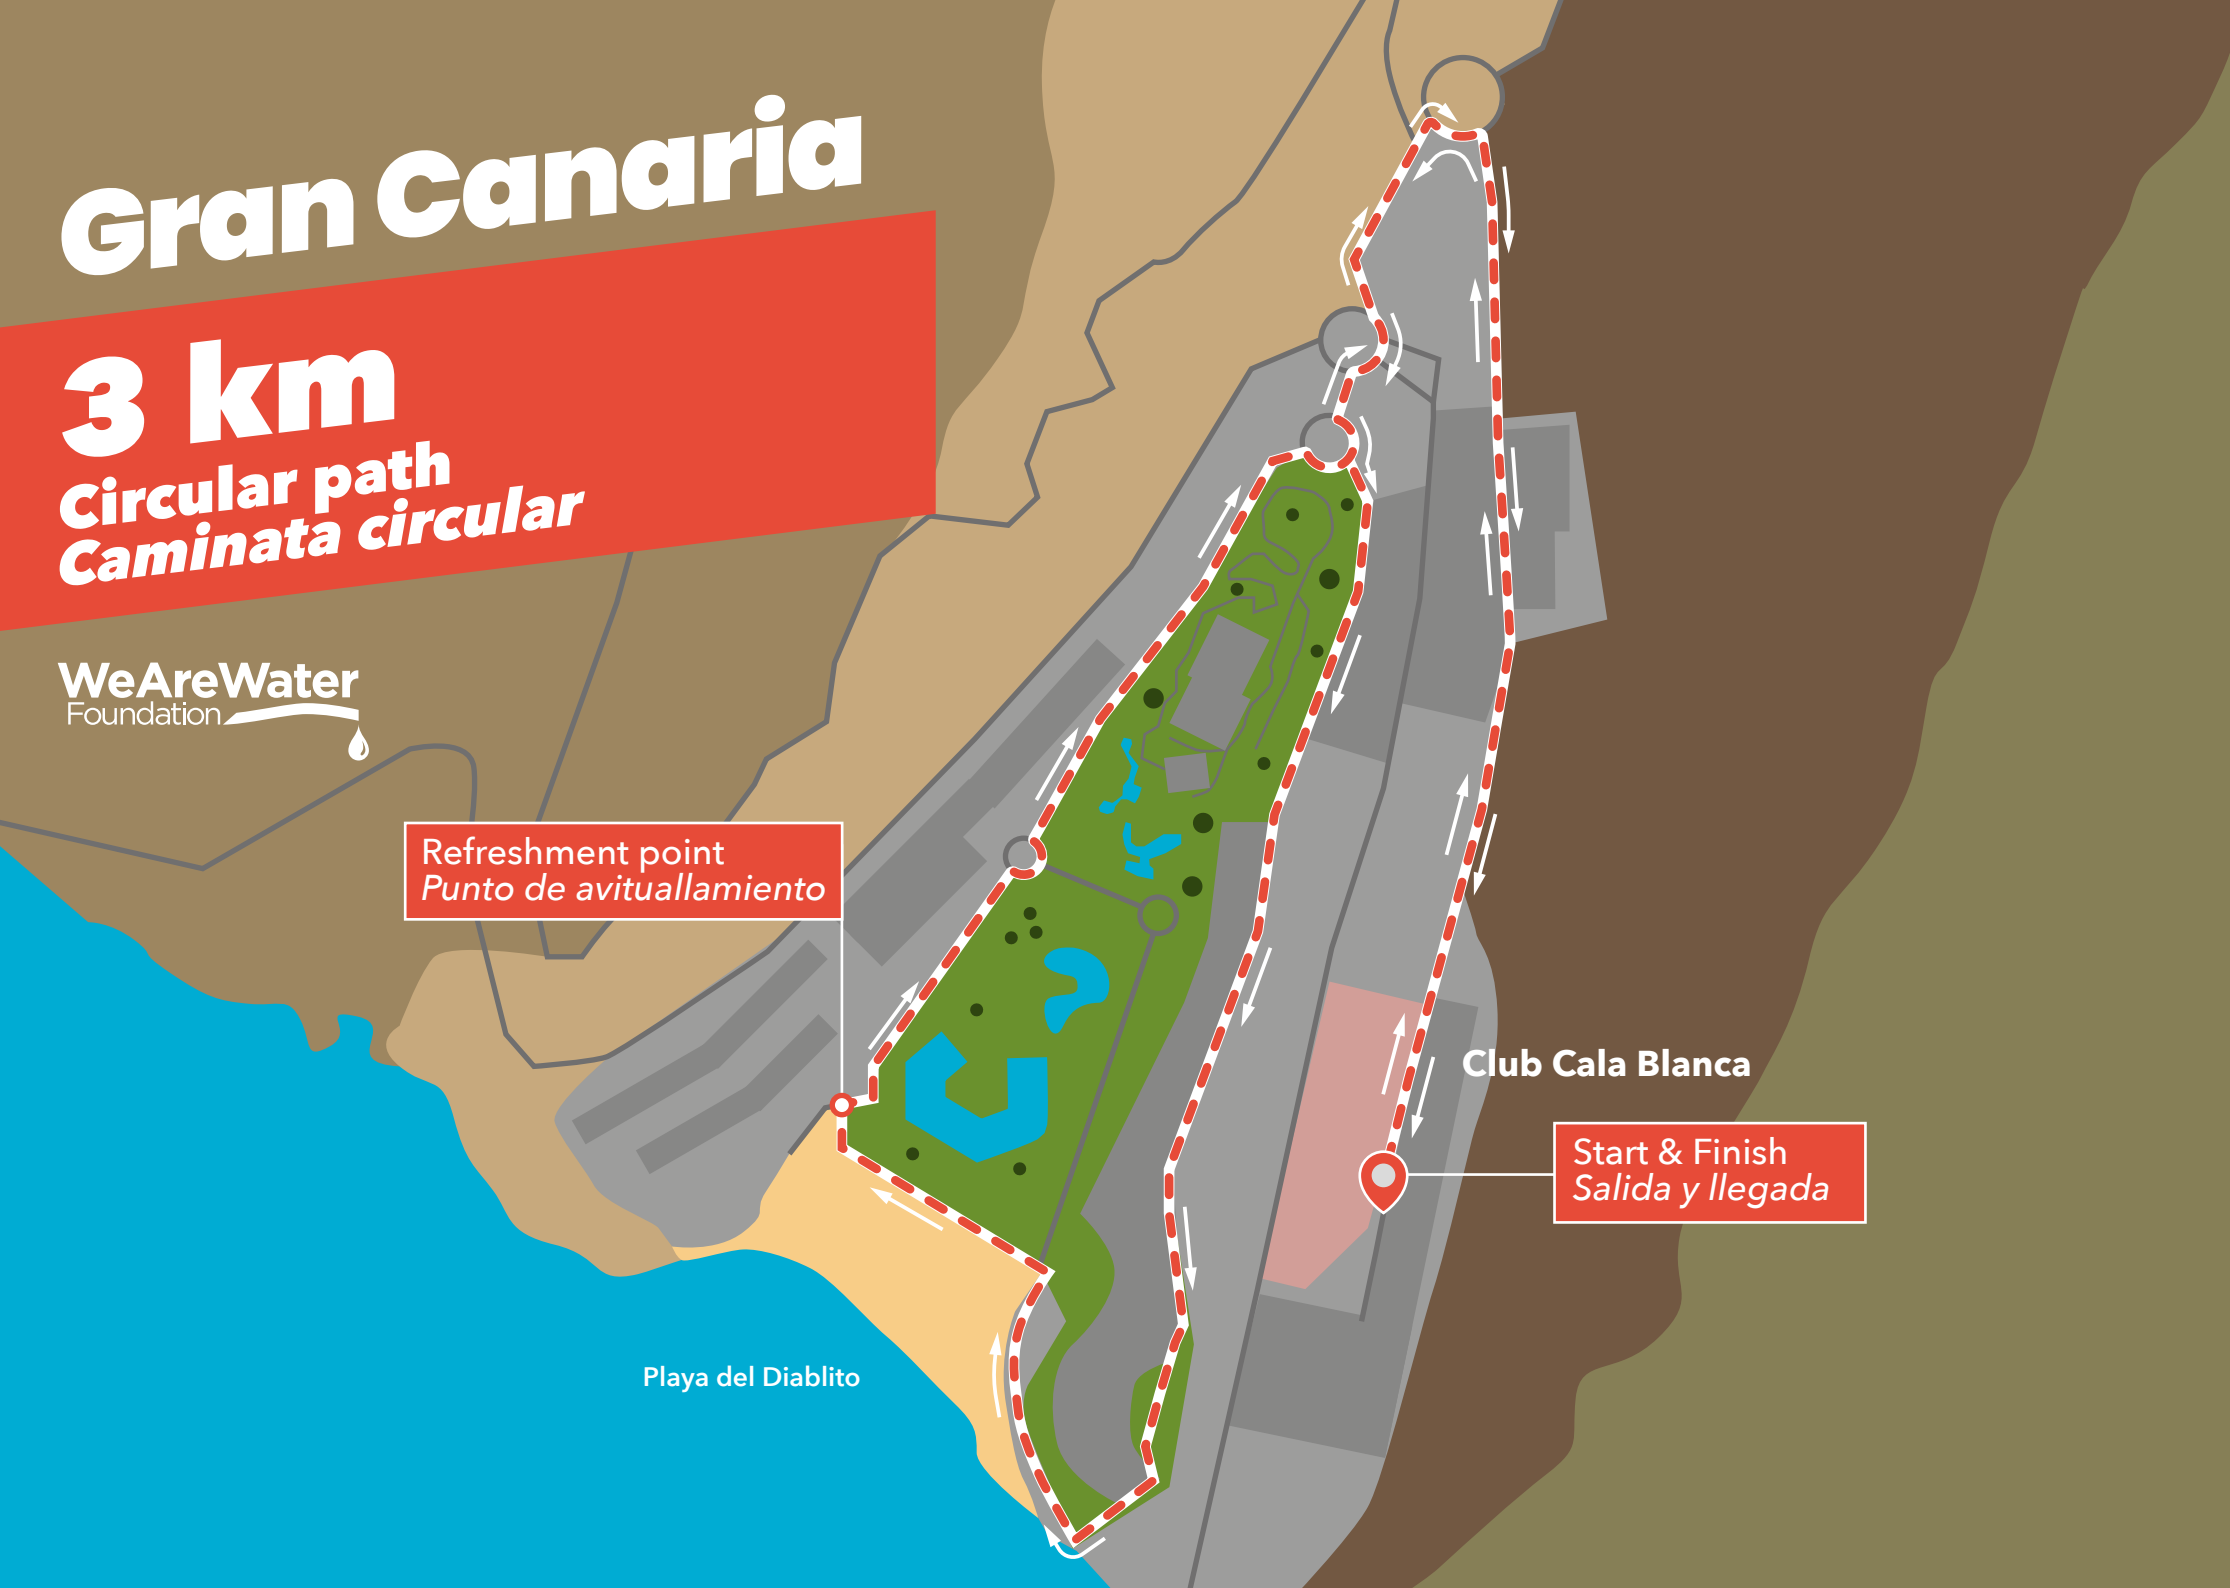 Gran Canaria
3 km
Circular path
Caminata circular
WeAreWater
Foundation
Refreshment point
Punto de avituallamiento
Club Cala Blanca
Start & Finish
Salida y llegada
Playa del Diablito